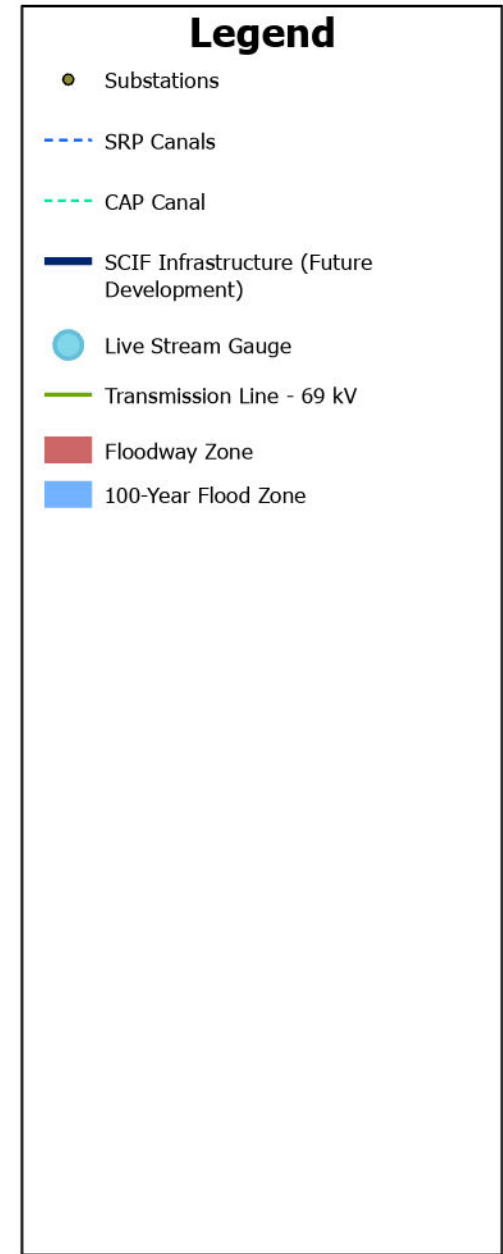 Legend
Substations
SRP Canals
CAP Canal
SCIF Infrastructure (Future
Development)
Live Stream Gauge
Transmission Line - 69 kV
Floodway Zone
100-Year Flood Zone